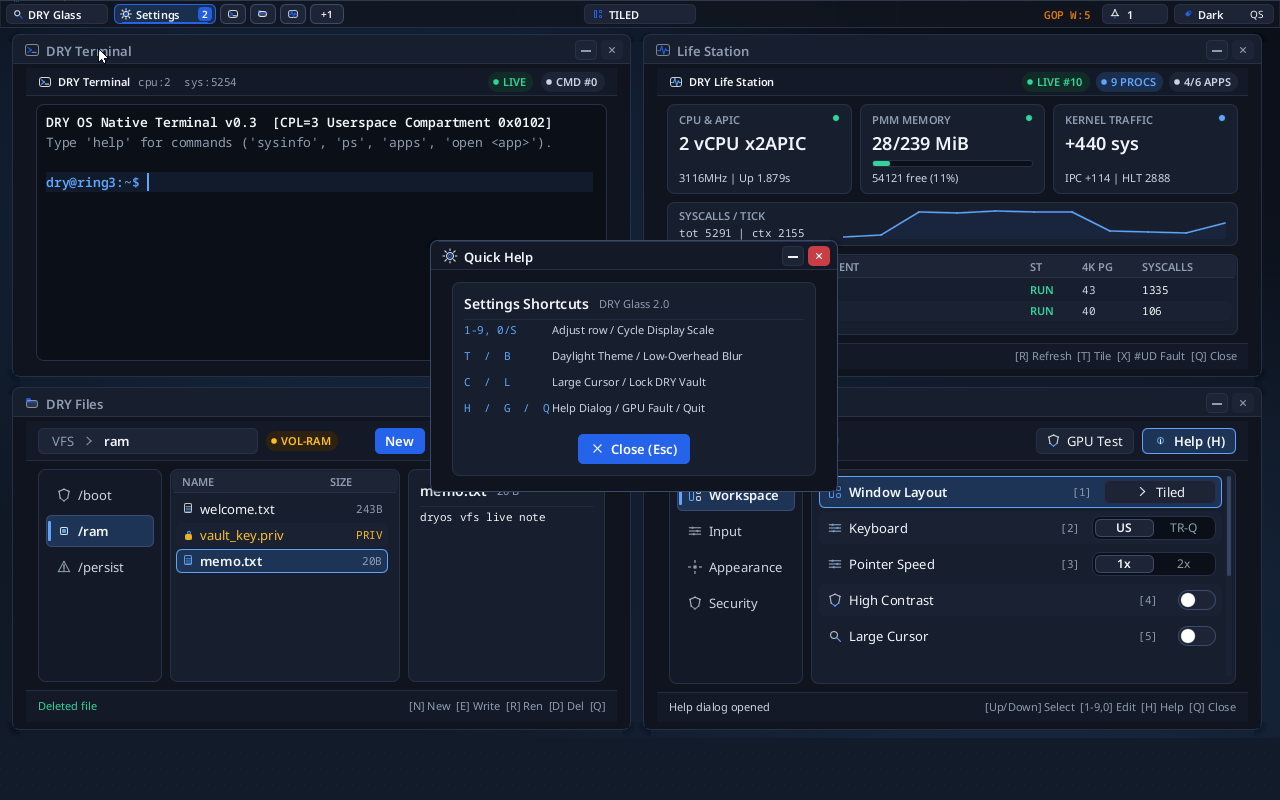 DRY Glass
Settings 2
+1
TILED
GOP W:5
1
Dark QS
DRY Terminal
DRY Terminal cpu:2 sys:5254
LIVE
CMD #0
DRY OS Native Terminal v0.3 [CPL=3 Userspace Compartment 0x0102]
Type 'help' for commands ('sysinfo', 'ps', 'apps', 'open <app>').
dry@ring3:~$
Life Station
DRY Life Station
LIVE #10
9 PROCS
4/6 APPS
CPU & APIC
2 vCPU x2APIC
3116MHz | Up 1.879s
PMM MEMORY
28/239 MiB
54121 free (11%)
KERNEL TRAFFIC
+440 sys
IPC +114 | HLT 2888
SYSCALLS / TICK
tot 5291 | ctx 2155
ENT ST 4K PG SYSCALLS
RUN 43 1335
RUN 40 106
[R] Refresh [T] Tile [X] #UD Fault [Q] Close
Quick Help
Settings Shortcuts DRY Glass 2.0
1-9, 0/S Adjust row / Cycle Display Scale
T / B Daylight Theme / Low-Overhead Blur
C / L Large Cursor / Lock DRY Vault
H / G / Q Help Dialog / GPU Fault / Quit
Close (Esc)
DRY Files
VFS > ram
VOL-RAM
New
/boot
/ram
/persist
NAME SIZE
welcome.txt 243B
vault_key.priv PRIV
memo.txt 20B
memo.txt 20B
dryos vfs live note
Deleted file
[N] New [E] Write [R] Ren [D] Del [Q]
GPU Test
Help (H)
Workspace
Input
Appearance
Security
Window Layout [1] > Tiled
Keyboard [2] US TR-Q
Pointer Speed [3] 1x 2x
High Contrast [4]
Large Cursor [5]
Help dialog opened
[Up/Down] Select [1-9,0] Edit [H] Help [Q] Close